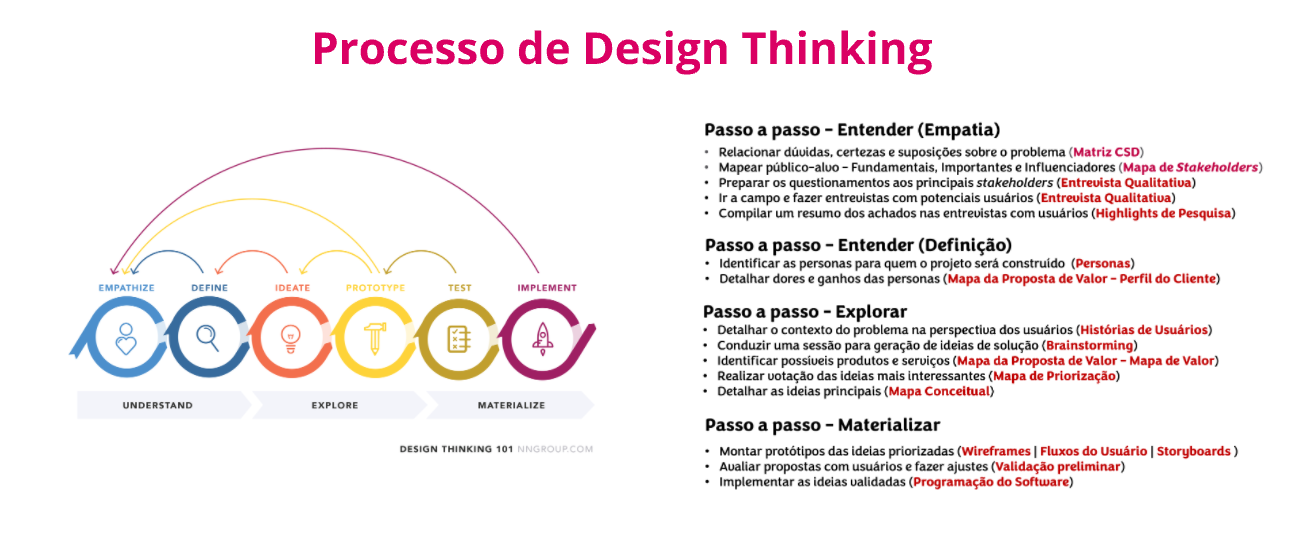 Processo de Design Thinking
EMPATHIZE DEFINE IDEATE PROTOTYPE TEST IMPLEMENT
UNDERSTAND EXPLORE MATERIALIZE
DESIGN THINKING 101 NNGROUP.COM
Passo a passo – Entender (Empatia)
• Relacionar dúvidas, certezas e suposições sobre o problema (Matriz CSD)
• Mapear público-alvo – Fundamentais, Importantes e Influenciadores (Mapa de Stakeholders)
• Preparar os questionamentos aos principais stakeholders (Entrevista Qualitativa)
• Ir a campo e fazer entrevistas com potenciais usuários (Entrevista Qualitativa)
• Compilar um resumo dos achados nas entrevistas com usuários (Highlights de Pesquisa)
Passo a passo – Entender (Definição)
• Identificar as personas para quem o projeto será construído (Personas)
• Detalhar dores e ganhos das personas (Mapa da Proposta de Valor – Perfil do Cliente)
Passo a passo – Explorar
• Detalhar o contexto do problema na perspectiva dos usuários (Histórias de Usuários)
• Conduzir uma sessão para geração de ideias de solução (Brainstorming)
• Identificar possíveis produtos e serviços (Mapa da Proposta de Valor – Mapa de Valor)
• Realizar votação das ideias mais interessantes (Mapa de Priorização)
• Detalhar as ideias principais (Mapa Conceitual)
Passo a passo – Materializar
• Montar protótipos das ideias priorizadas (Wireframes | Fluxos do Usuário | Storyboards )
• Avaliar propostas com usuários e fazer ajustes (Validação preliminar)
• Implementar as ideias validadas (Programação do Software)